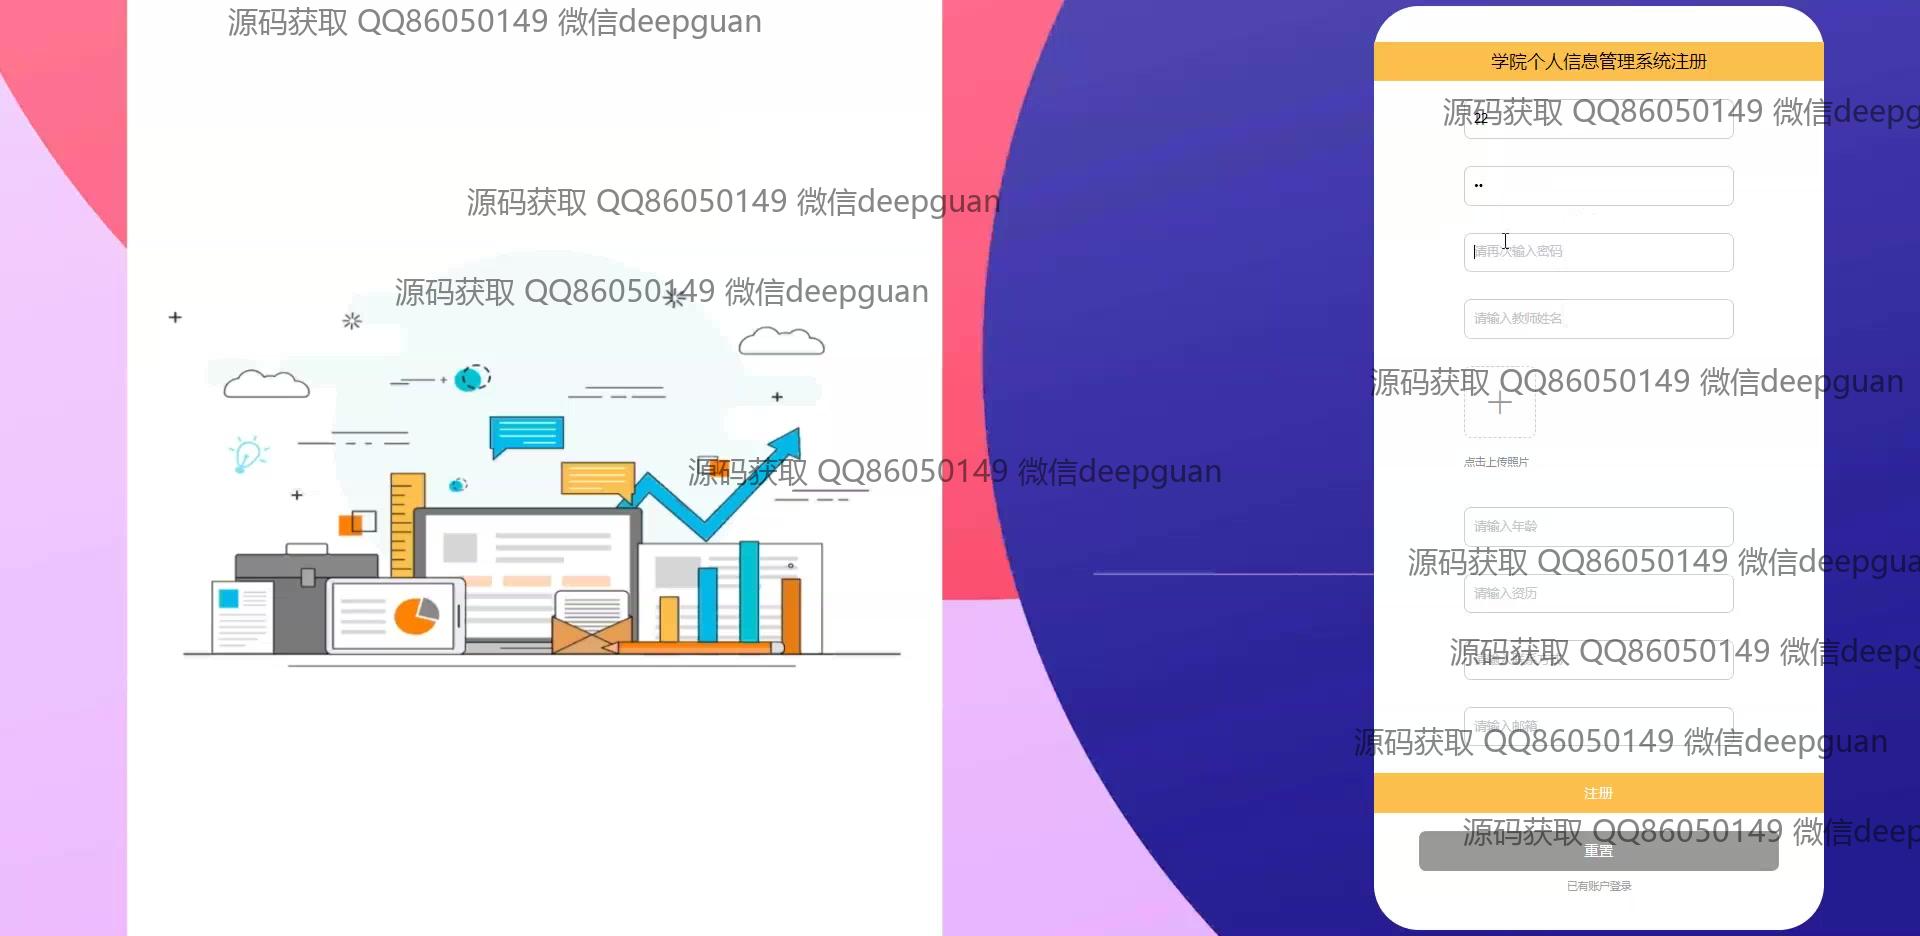 源码获取 QQ86050149 微信deepguan
学院个人信息管理系统注册
源码获取 QQ86050149 微信deepg
22
••
源码获取 QQ86050149 微信deepguan
请再次输入密码
源码获取 QQ86050149 微信deepguan
请输入教师姓名
源码获取 QQ86050149 微信deepguan
点击上传照片
源码获取 QQ86050149 微信deepguan
请输入年龄
源码获取 QQ86050149 微信deepgua
请输入资历
源码获取 QQ86050149 微信deepg
请输入邮箱
源码获取 QQ86050149 微信deepguan
注册
源码获取 QQ86050149 微信deep
重置
已有账户登录